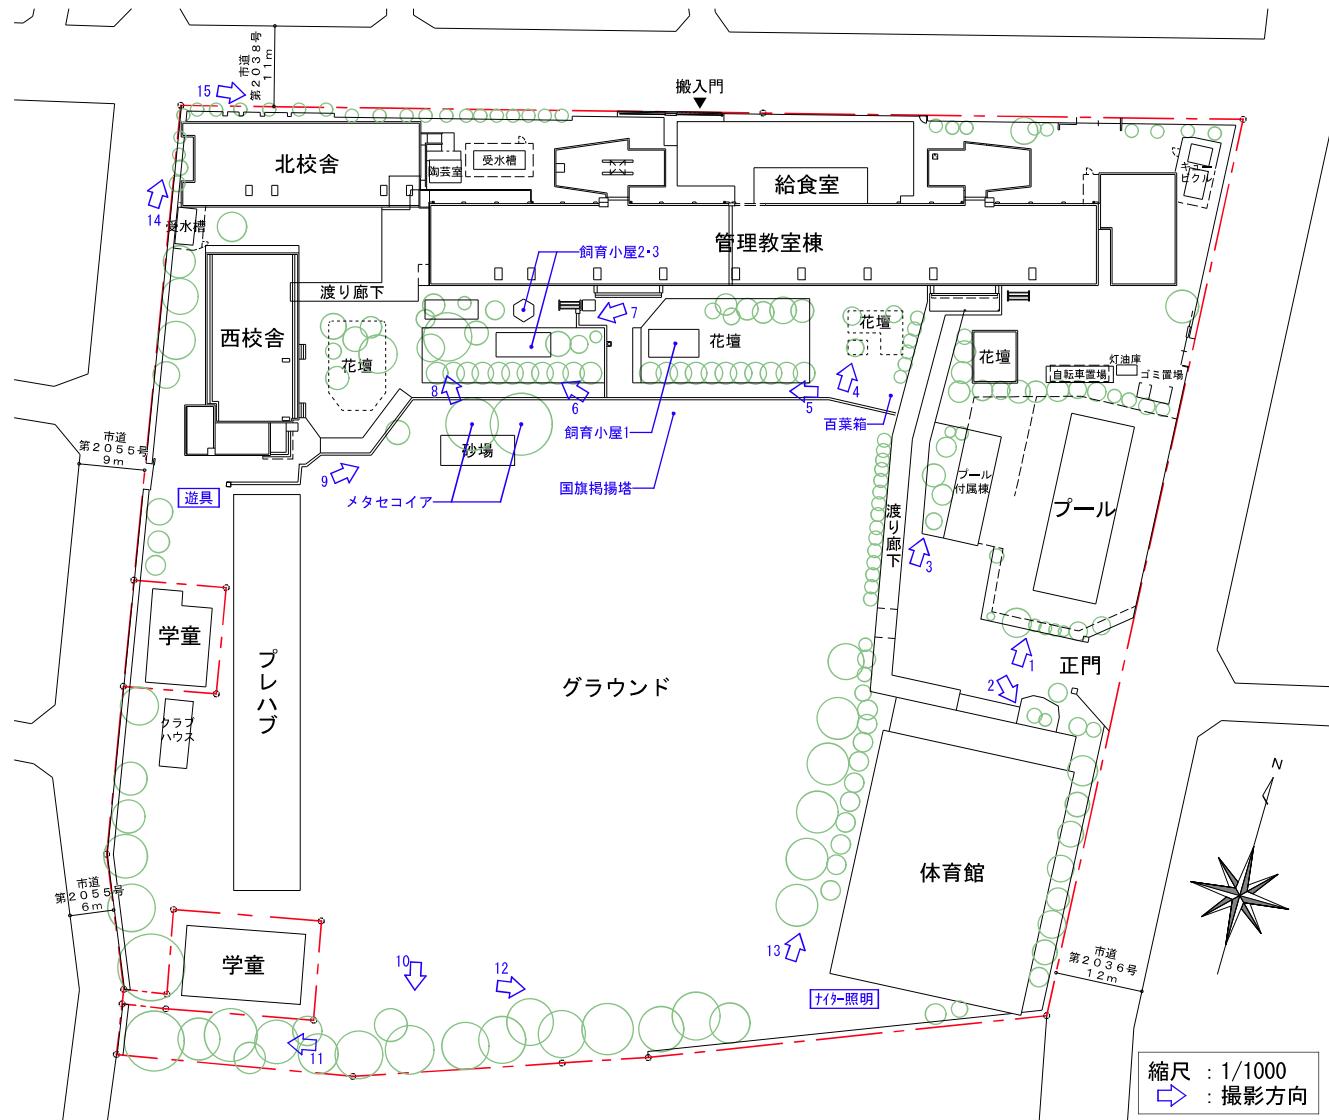 市道
第2038号
11m
15
搬入門
北校舎
陶芸室
受水槽
給食室
キュー
ビクル
14
受水槽
管理教室棟
飼育小屋2・3
渡り廊下
7
西校舎
花壇
花壇
花壇
花壇
灯油庫
自転車置場
ゴミ置場
8
6
5
4
百葉箱
飼育小屋1
砂場
市道
第2055号
9m
9
メタセコイア
国旗掲揚塔
遊具
プール
付属棟
プール
渡り廊下
3
学童
プレハブ
グラウンド
1
正門
2
クラブ
ハウス
N
体育館
市道
第2055号
6m
学童
10
12
13
ナイター照明
市道
第2036号
12m
11
縮尺 : 1/1000
: 撮影方向